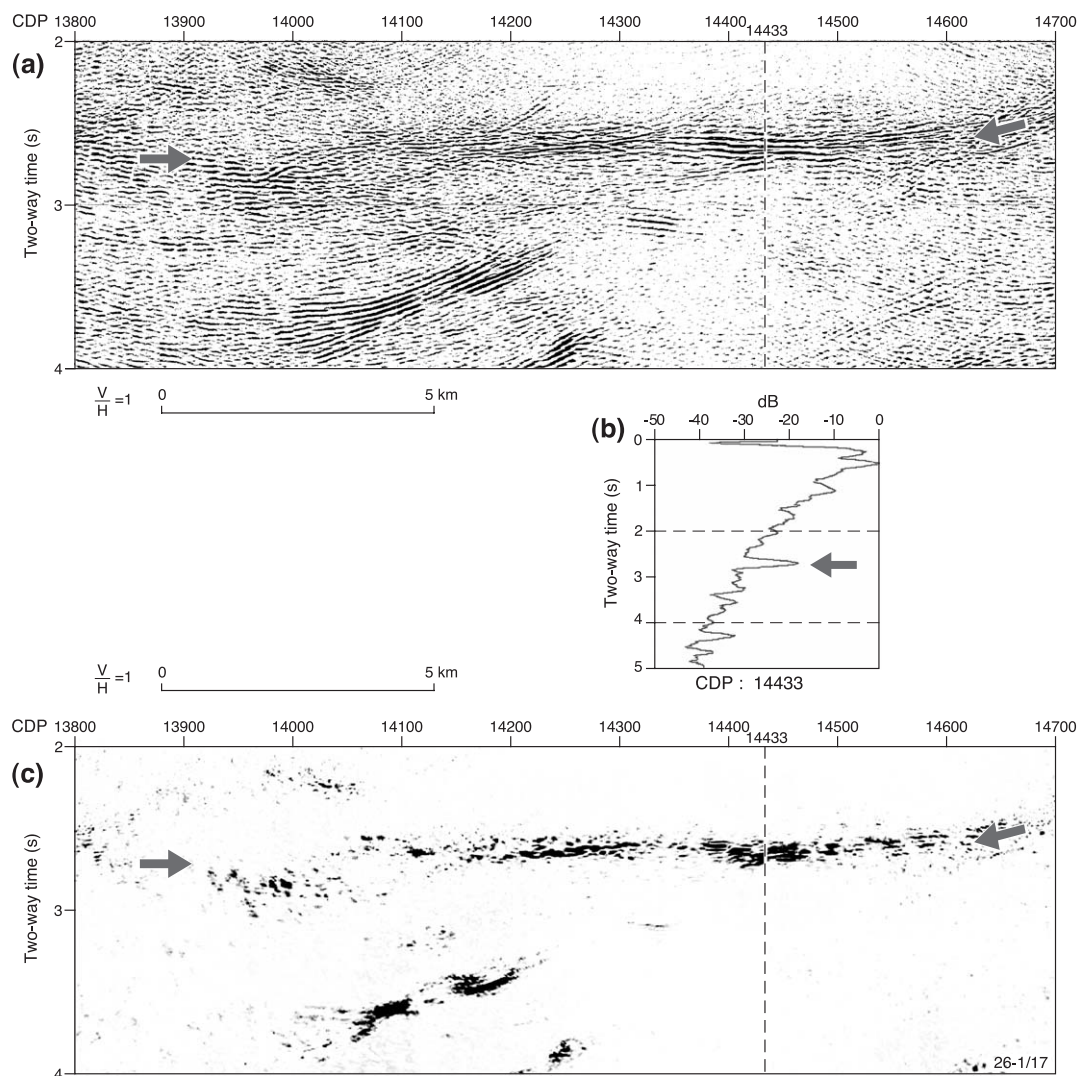 CDP 13800 13900 14000 14100 14200 14300 14400 14500 14600 14700
14433
(a)
2
3
4
Two-way time (s)
V/H =1 0 5 km
(b)
dB
-50 -40 -30 -20 -10 0
0
1
2
3
4
5
Two-way time (s)
CDP : 14433
V/H =1 0 5 km
CDP 13800 13900 14000 14100 14200 14300 14400 14500 14600 14700
14433
(c)
2
3
4
Two-way time (s)
26-1/17